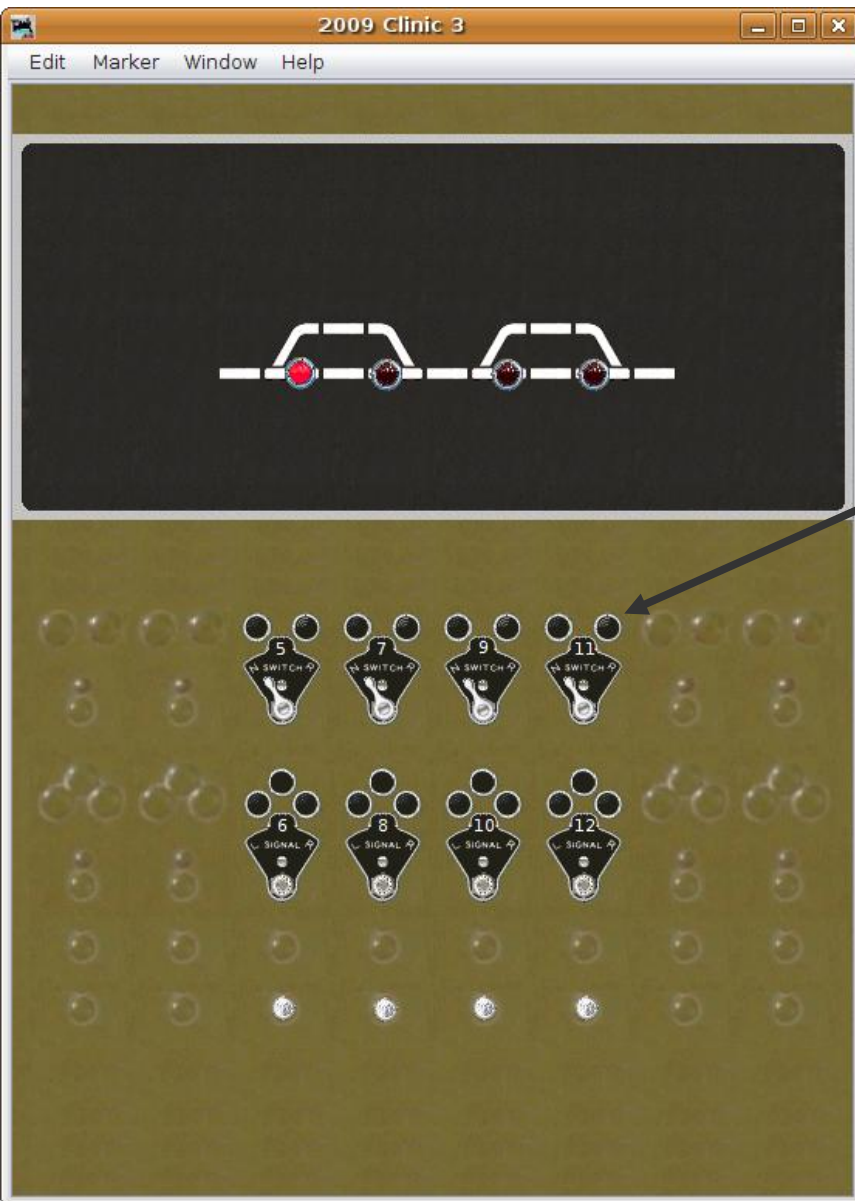 2009 Clinic 3
Edit Marker Window Help
5 7 9 11
N SWITCH R N SWITCH R N SWITCH R N SWITCH R
6 8 10 12
L SIGNAL R L SIGNAL R L SIGNAL R L SIGNAL R